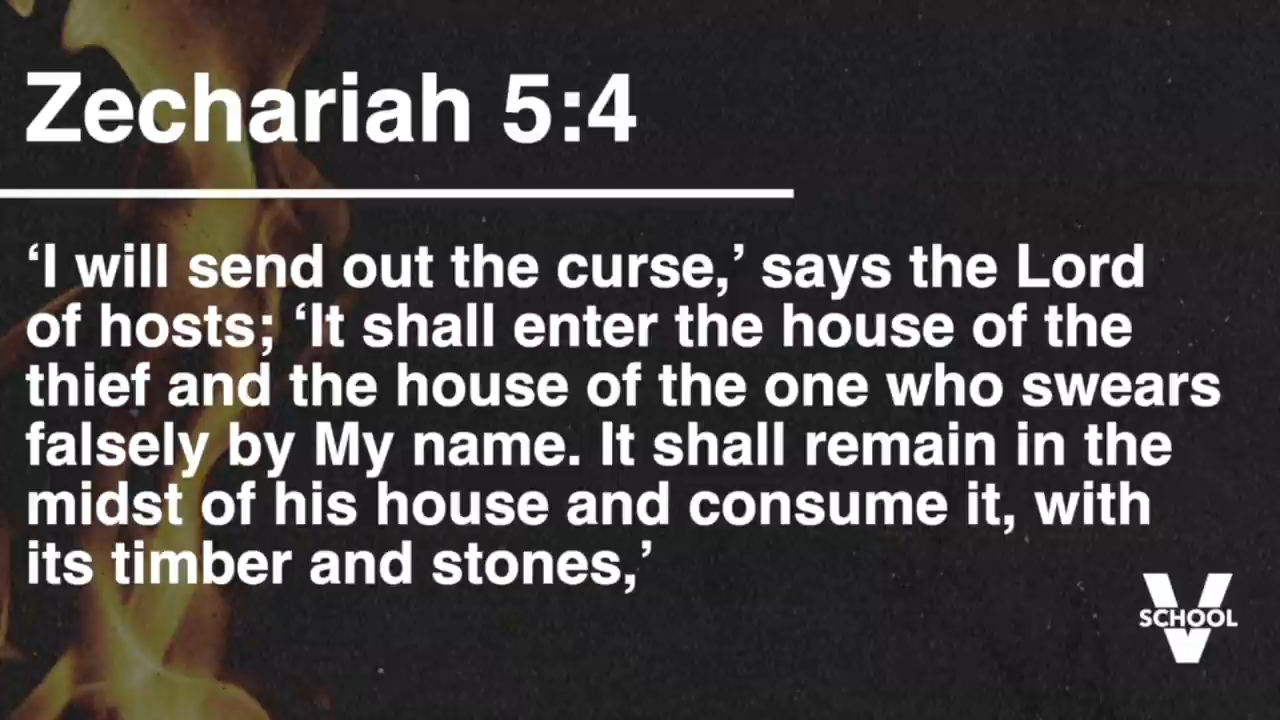 Zechariah 5:4
‘I will send out the curse,’ says the Lord
of hosts; ‘It shall enter the house of the
thief and the house of the one who swears
falsely by My name. It shall remain in the
midst of his house and consume it, with
its timber and stones,’
V
SCHOOL